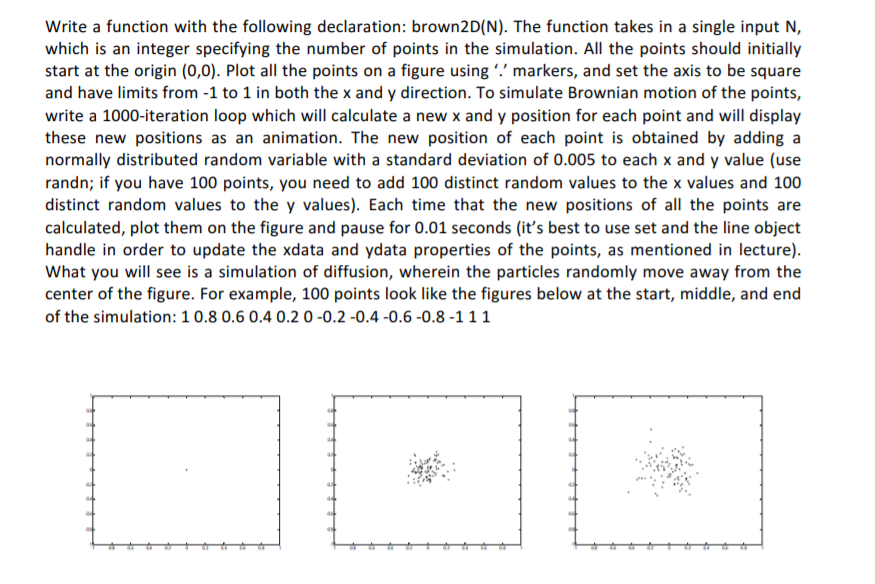 Write a function with the following declaration: brown2D(N). The function takes in a single input N,
which is an integer specifying the number of points in the simulation. All the points should initially
start at the origin (0,0). Plot all the points on a figure using ‘.’ markers, and set the axis to be square
and have limits from -1 to 1 in both the x and y direction. To simulate Brownian motion of the points,
write a 1000-iteration loop which will calculate a new x and y position for each point and will display
these new positions as an animation. The new position of each point is obtained by adding a
normally distributed random variable with a standard deviation of 0.005 to each x and y value (use
randn; if you have 100 points, you need to add 100 distinct random values to the x values and 100
distinct random values to the y values). Each time that the new positions of all the points are
calculated, plot them on the figure and pause for 0.01 seconds (it’s best to use set and the line object
handle in order to update the xdata and ydata properties of the points, as mentioned in lecture).
What you will see is a simulation of diffusion, wherein the particles randomly move away from the
center of the figure. For example, 100 points look like the figures below at the start, middle, and end
of the simulation: 1 0.8 0.6 0.4 0.2 0 -0.2 -0.4 -0.6 -0.8 -1 1 1